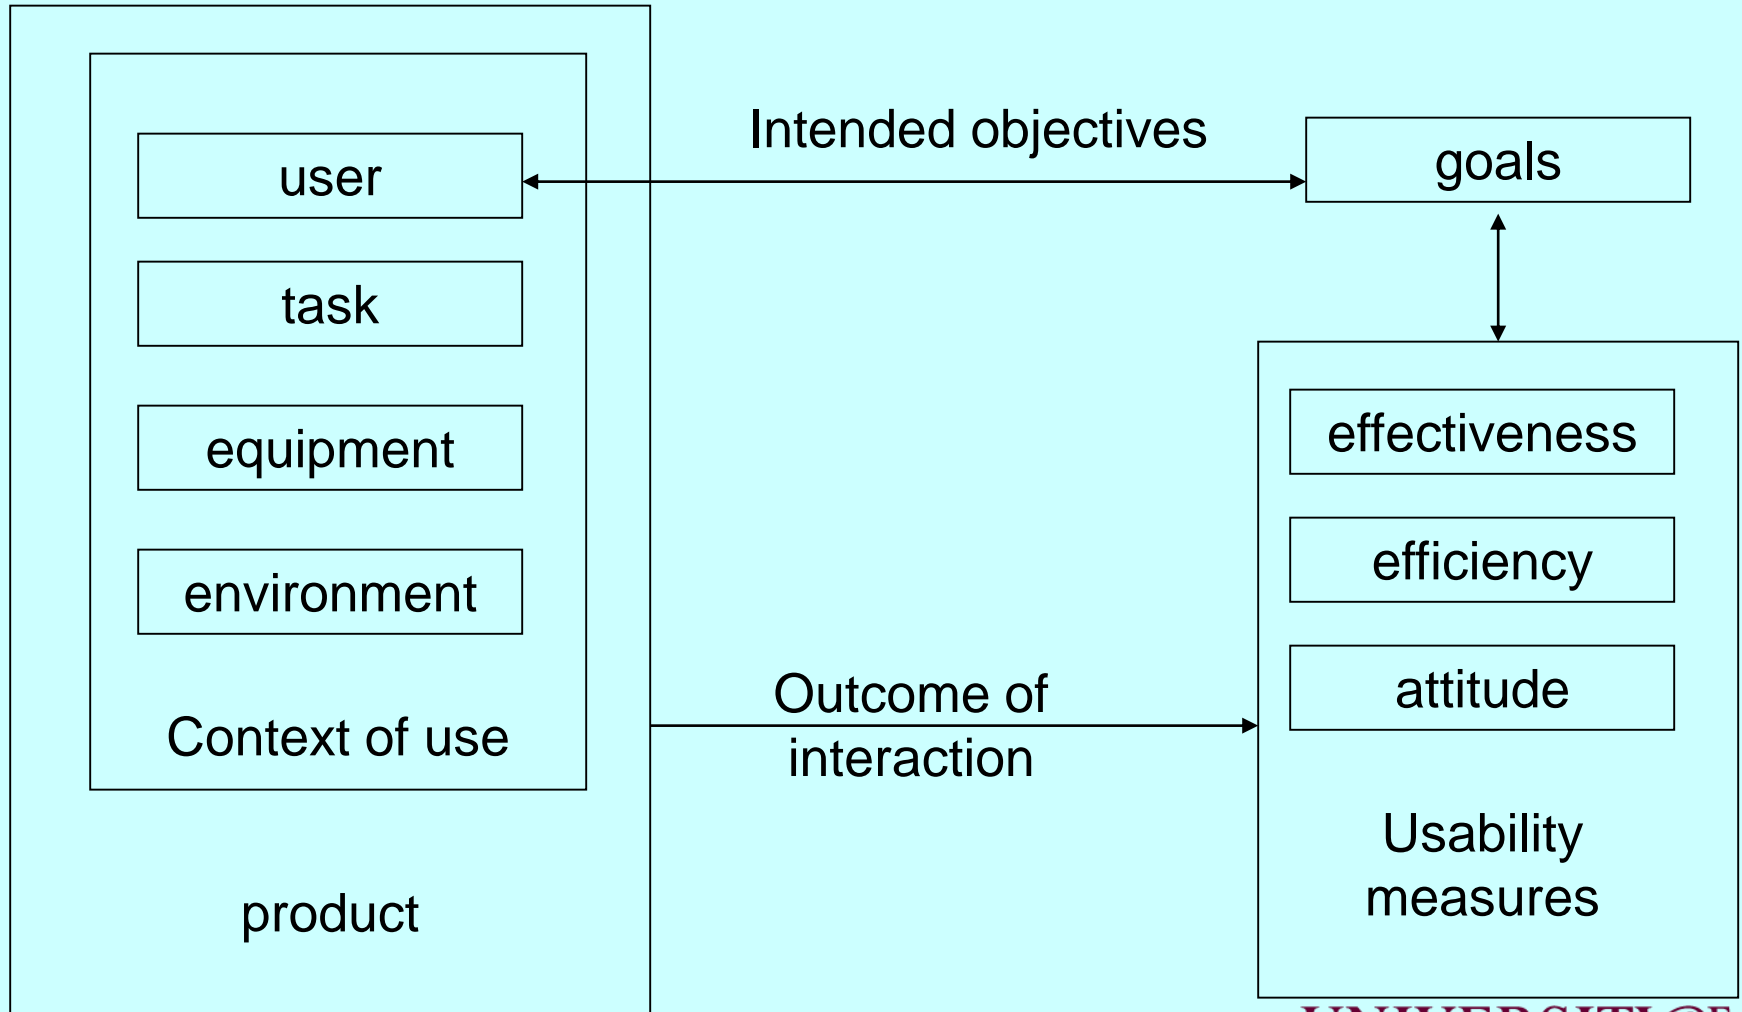 Intended objectives
user
goals
task
equipment
effectiveness
environment
efficiency
Outcome of
interaction
attitude
Context of use
Usability
measures
product